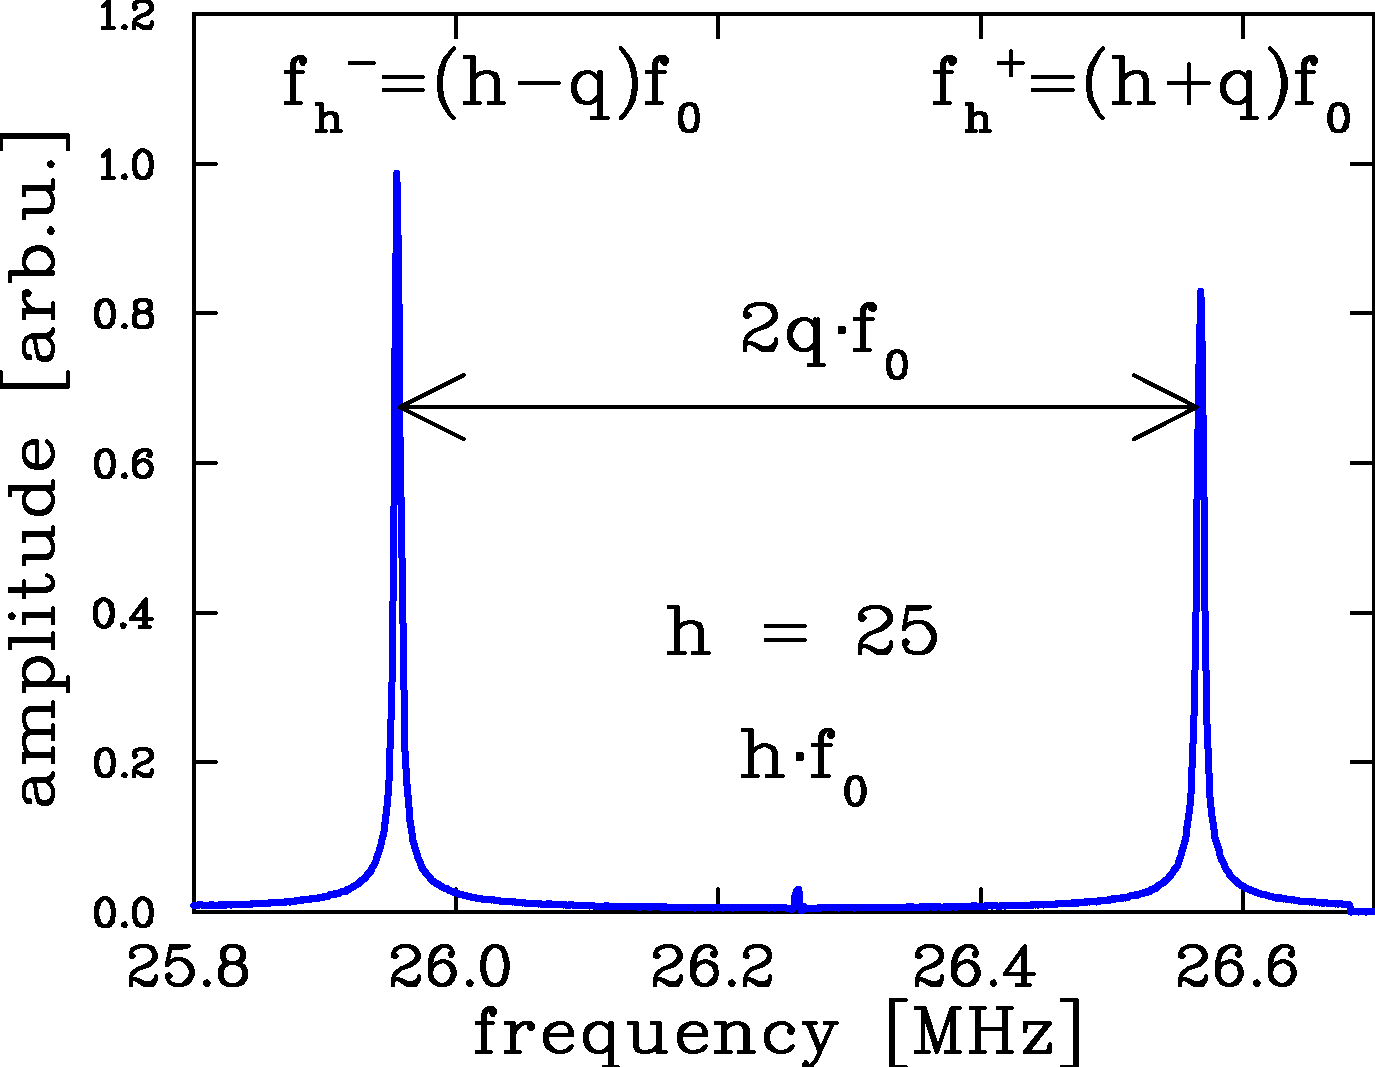 1.2
f_h^-=(h-q)f_0
f_h^+=(h+q)f_0
1.0
0.8
2q·f_0
0.6
0.4
h = 25
0.2
h·f_0
0.0
amplitude [arb.u.]
25.8 26.0 26.2 26.4 26.6
frequency [MHz]